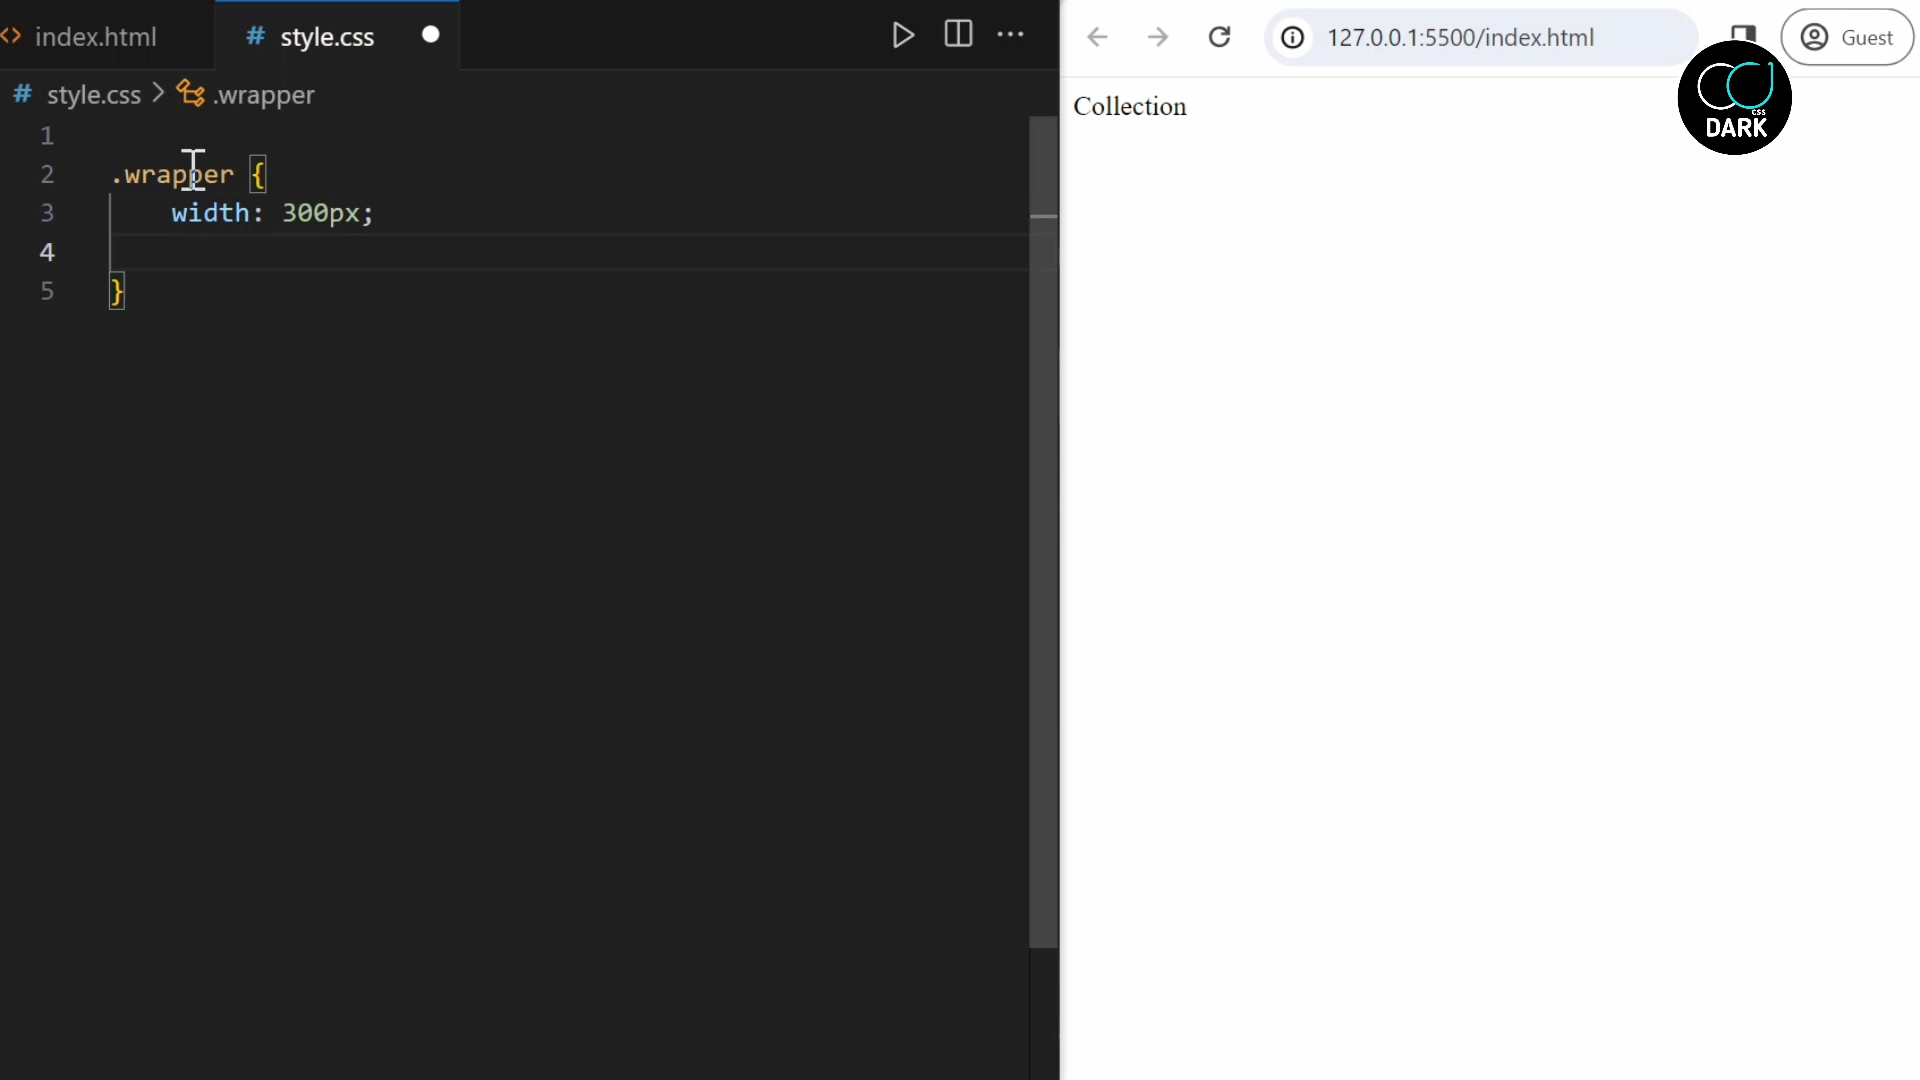 index.html
# style.css
127.0.0.1:5500/index.html
Guest
# style.css > .wrapper
css
DARK
Collection
1
2 .wrapper {
3 width: 300px;
4
5 }